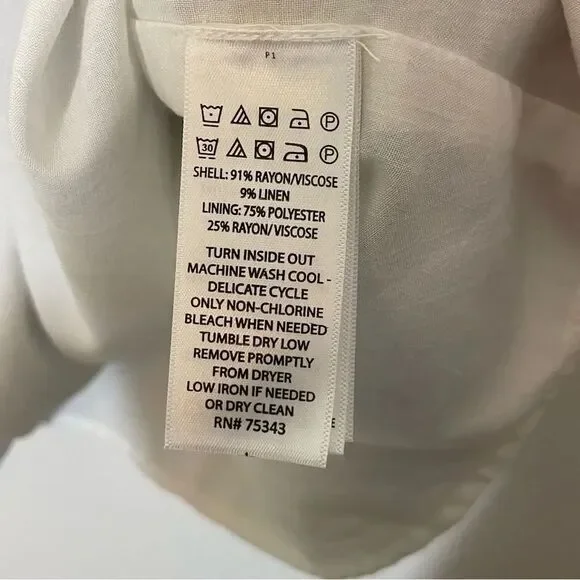 P1
P
30 P
SHELL: 91% RAYON/VISCOSE
9% LINEN
LINING: 75% POLYESTER
25% RAYON/ VISCOSE
TURN INSIDE OUT
MACHINE WASH COOL -
DELICATE CYCLE
ONLY NON-CHLORINE
BLEACH WHEN NEEDED
TUMBLE DRY LOW
REMOVE PROMPTLY
FROM DRYER
LOW IRON IF NEEDED
OR DRY CLEAN
RN# 75343
E